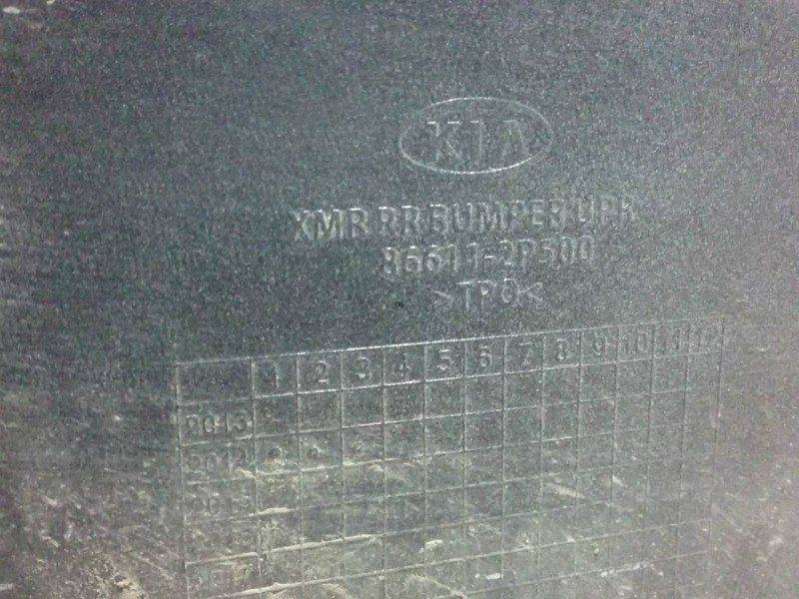 KIA
XMR RR BUMPER UPR
86611-2P500
>TPO<
1 2 3 4 5 6 7 8 9 10 11 12
2013